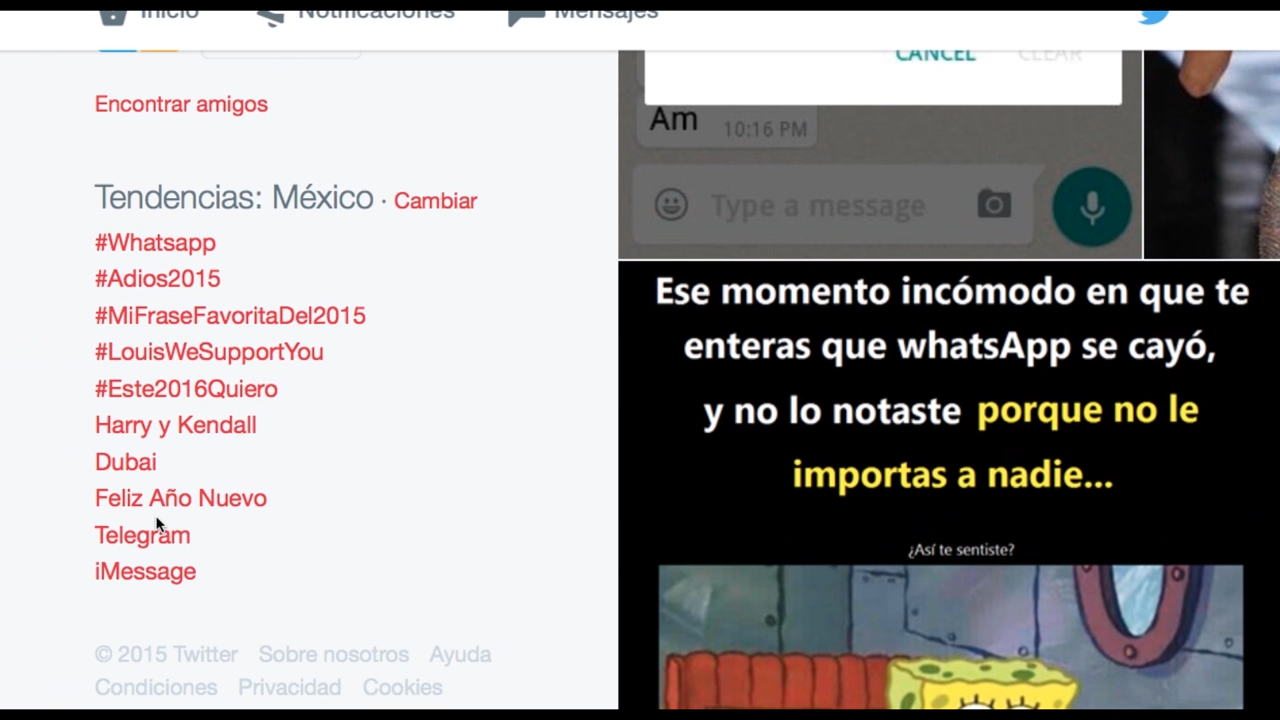 Inicio
Notificaciones
Mensajes
Encontrar amigos
Tendencias: México · Cambiar
#Whatsapp
#Adios2015
#MiFraseFavoritaDel2015
#LouisWeSupportYou
#Este2016Quiero
Harry y Kendall
Dubai
Feliz Año Nuevo
Telegram
iMessage
© 2015 Twitter Sobre nosotros Ayuda
Condiciones Privacidad Cookies
CANCEL CLEAR
Am 10:16 PM
Type a message
Ese momento incómodo en que te
enteras que whatsApp se cayó,
y no lo notaste porque no le
importas a nadie...
¿Así te sentiste?